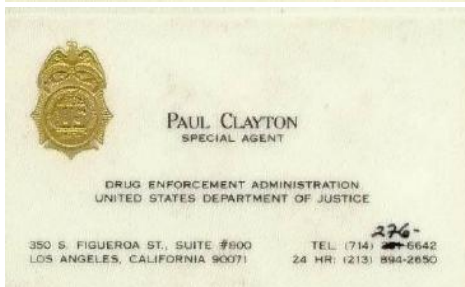 PAUL CLAYTON
SPECIAL AGENT
DRUG ENFORCEMENT ADMINISTRATION
UNITED STATES DEPARTMENT OF JUSTICE
276-
350 S. FIGUEROA ST., SUITE #800 TEL. (714) 6642
LOS ANGELES, CALIFORNIA 90071 24 HR: (213) 894-2650